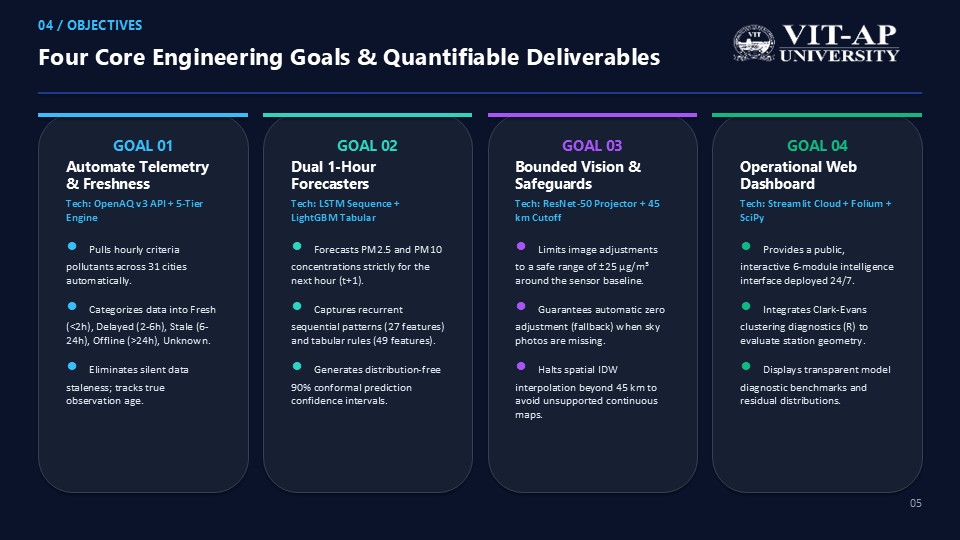 04 / OBJECTIVES
Four Core Engineering Goals & Quantifiable Deliverables
VIT
VIT-AP
UNIVERSITY
GOAL 01
Automate Telemetry
& Freshness
Tech: OpenAQ v3 API + 5-Tier
Engine
Pulls hourly criteria
pollutants across 31 cities
automatically.
Categorizes data into Fresh
(<2h), Delayed (2-6h), Stale (6-
24h), Offline (>24h), Unknown.
Eliminates silent data
staleness; tracks true
observation age.
GOAL 02
Dual 1-Hour
Forecasters
Tech: LSTM Sequence +
LightGBM Tabular
Forecasts PM2.5 and PM10
concentrations strictly for the
next hour (t+1).
Captures recurrent
sequential patterns (27 features)
and tabular rules (49 features).
Generates distribution-free
90% conformal prediction
confidence intervals.
GOAL 03
Bounded Vision &
Safeguards
Tech: ResNet-50 Projector + 45
km Cutoff
Limits image adjustments
to a safe range of ±25 µg/m³
around the sensor baseline.
Guarantees automatic zero
adjustment (fallback) when sky
photos are missing.
Halts spatial IDW
interpolation beyond 45 km to
avoid unsupported continuous
maps.
GOAL 04
Operational Web
Dashboard
Tech: Streamlit Cloud + Folium +
SciPy
Provides a public,
interactive 6-module intelligence
interface deployed 24/7.
Integrates Clark-Evans
clustering diagnostics (R) to
evaluate station geometry.
Displays transparent model
diagnostic benchmarks and
residual distributions.
05